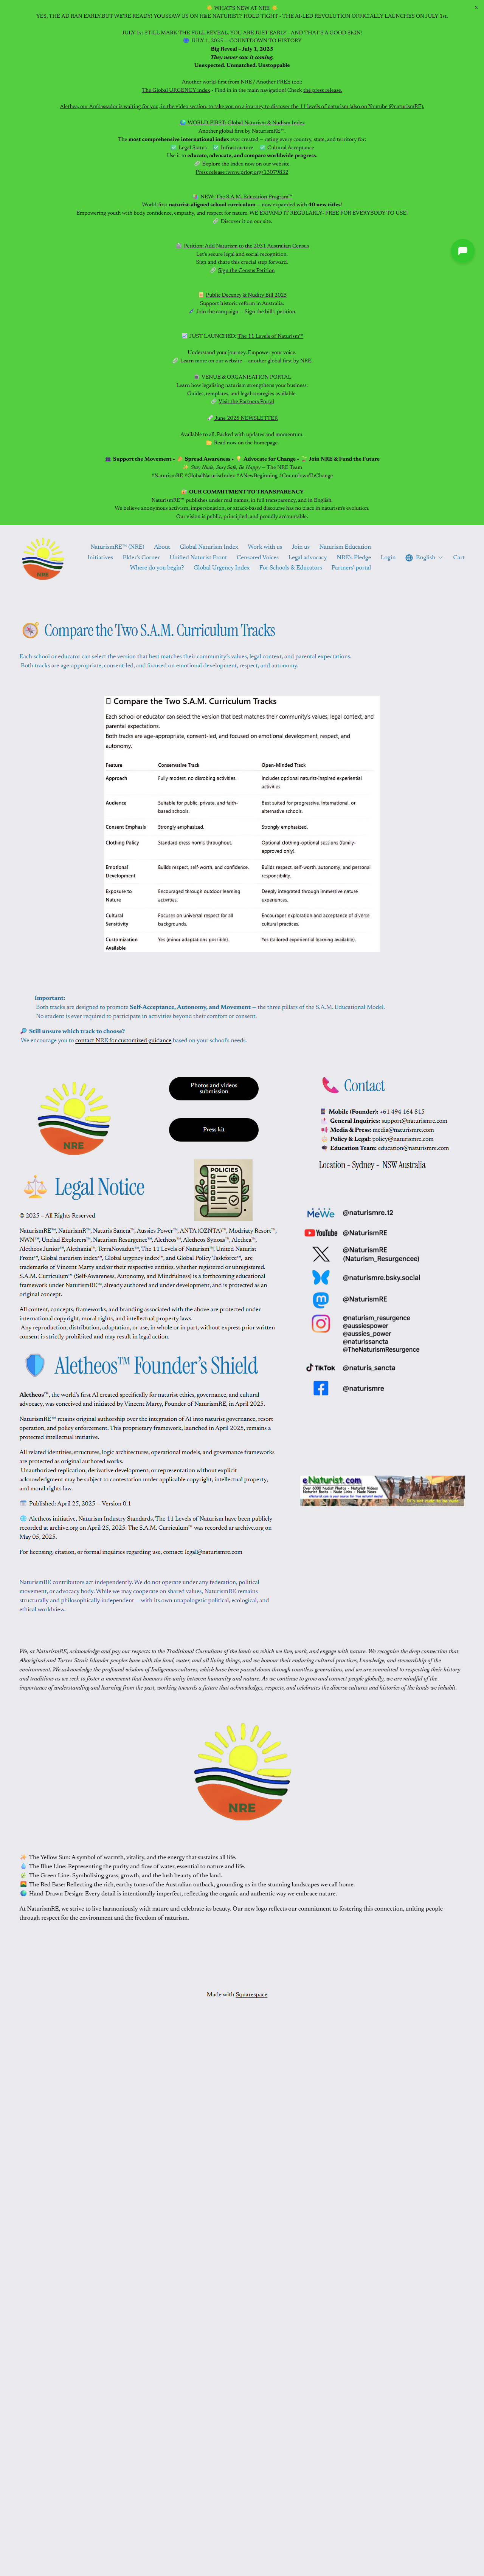 ☀️ WHAT'S NEW AT NRE ☀️
YES, THE AD RAN EARLY.BUT WE'RE READY! YOUSSAW US ON H&E NATURIST? HOLD TIGHT - THE AI-LED REVOLUTION OFFICIALLY LAUNCHES ON JULY 1st.
JULY 1st STILL MARK THE FULL REVEAL. YOU ARE JUST EARLY - AND THAT'S A GOOD SIGN!
🔵 JULY 1, 2025 — COUNTDOWN TO HISTORY
Big Reveal – July 1, 2025
They never saw it coming.
Unexpected. Unmatched. Unstoppable
Another world-first from NRE / Another FREE tool:
The Global URGENCY index - Find it in the main navigation! Check the press release.
Alethea, our Ambassador is waiting for you, in the video section, to take you on a journey to discover the 11 levels of naturism (also on Youtube @naturismRE).
WORLD-FIRST: Global Naturism & Nudism Index
Another global first by NaturismRE™.
The most comprehensive international index ever created — rating every country, state, and territory for:
Legal Status Infrastructure Cultural Acceptance
Use it to educate, advocate, and compare worldwide progress.
Explore the Index now on our website.
Press release :www.prlog.org/13079832
NEW: The S.A.M. Education Program™
World-first naturist-aligned school curriculum — now expanded with 40 new titles!
Empowering youth with body confidence, empathy, and respect for nature. WE EXPAND IT REGULARLY- FREE FOR EVERYBODY TO USE!
Discover it on our site.
Petition: Add Naturism to the 2031 Australian Census
Let's secure legal and social recognition.
Sign and share this crucial step forward.
Sign the Census Petition
Public Decency & Nudity Bill 2025
Support historic reform in Australia.
Join the campaign — Sign the bill's petition.
JUST LAUNCHED: The 11 Levels of Naturism™
Understand your journey. Empower your voice.
Learn more on our website — another global first by NRE.
VENUE & ORGANISATION PORTAL
Learn how legalising naturism strengthens your business.
Guides, templates, and legal strategies available.
Visit the Partners Portal
June 2025 NEWSLETTER
Available to all. Packed with updates and momentum.
Read now on the homepage.
Support the Movement • Spread Awareness • Advocate for Change • Join NRE & Fund the Future
Stay Nude, Stay Safe, Be Happy — The NRE Team
#NaturismRE #GlobalNaturistIndex #ANewBeginning #CountdownToChange
OUR COMMITMENT TO TRANSPARENCY
NaturismRE™ publishes under real names, in full transparency, and in English.
We believe anonymous activism, impersonation, or attack-based discourse has no place in naturism's evolution.
Our vision is public, principled, and proudly accountable.
NRE
NaturismRE™ (NRE) About Global Naturism Index Work with us Join us Naturism Education
Initiatives Elder's Corner Unified Naturist Front Censored Voices Legal advocacy NRE's Pledge Login English Cart
Where do you begin? Global Urgency Index For Schools & Educators Partners' portal
🧭 Compare the Two S.A.M. Curriculum Tracks
Each school or educator can select the version that best matches their community's values, legal context, and parental expectations.
Both tracks are age-appropriate, consent-led, and focused on emotional development, respect, and autonomy.
Compare the Two S.A.M. Curriculum Tracks
Each school or educator can select the version that best matches their community's values, legal context, and
parental expectations.
Both tracks are age-appropriate, consent-led, and focused on emotional development, respect, and
autonomy.
Feature Conservative Track Open-Minded Track
Approach Fully modest, no disrobing activities. Includes optional naturist-inspired experiential
activities.
Audience Suitable for public, private, and faith-based schools. Best suited for progressive, international, or
alternative schools.
Consent Emphasis Strongly emphasized. Strongly emphasized.
Clothing Policy Standard dress norms throughout. Optional clothing-optional sessions (family-
approved only).
Emotional Development Builds respect, self-worth, and confidence. Builds respect, self-worth, autonomy, and personal
responsibility.
Exposure to Nature Encouraged through outdoor learning activities. Deeply integrated through immersive nature
experiences.
Cultural Sensitivity Focuses on universal respect for all backgrounds. Encourages exploration and acceptance of diverse
cultural practices.
Customization Available Yes (minor adaptations possible). Yes (tailored experiential learning available).
Important:
Both tracks are designed to promote Self-Acceptance, Autonomy, and Movement — the three pillars of the S.A.M. Educational Model.
No student is ever required to participate in activities beyond their comfort or consent.
🔎 Still unsure which track to choose?
We encourage you to contact NRE for customized guidance based on your school's needs.
NRE
Photos and videos
submission
Press kit
POLICIES
⚖️ Legal Notice
© 2025 – All Rights Reserved
NaturismRE™, NaturismR™, Naturis Sancta™, Aussies Power™, ANTA (OZNTA)™, Modristy Resort™,
NWN™, Unclad Explorers™, Naturism Resurgence™, Aletheos™, Aletheos Synoas™, Aetthea™,
Aletheos Junior™, Alethania™, TerraNovadus™, The 11 Levels of Naturism™, United Naturist
Front™, Global naturism index™, Global urgency index™, and Global Policy Taskforce™, are
trademarks of Vincent Marty and/or their respective entities, whether registered or unregistered.
S.A.M. Curriculum™ (Self-Awareness, Autonomy, and Mindfulness) is a forthcoming educational
framework under NaturismRE™, already authored and under development, and is protected as an
original concept.
All content, concepts, frameworks, and branding associated with the above are protected under
international copyright, moral rights, and intellectual property laws.
Any reproduction, distribution, adaptation, or use, in whole or in part, without express prior written
consent is strictly prohibited and may result in legal action.
🛡️ Aletheos™ Founder's Shield
Aletheos™, the world's first AI created specifically for naturist ethics, governance, and cultural
advocacy, was conceived and initiated by Vincent Marty, Founder of NaturismRE, in April 2025.
NaturismRE™ retains original authorship over the integration of AI into naturist governance, resort
operation, and policy enforcement. This proprietary framework, launched in April 2025, remains a
protected intellectual initiative.
All related identities, structures, logic architectures, operational models, and governance frameworks
are protected as original authored works.
Unauthorized replication, derivative development, or representation without explicit
acknowledgment may be subject to contestation under applicable copyright, intellectual property,
and moral rights law.
Published: April 25, 2025 — Version 0.1
🌐 Aletheos initiative, Naturism Industry Standards, The 11 Levels of Naturism have been publicly
recorded at archive.org on April 25, 2025. The S.A.M. Curriculum™ was recorded ar archive.org on
May 05, 2025.
For licensing, citation, or formal inquiries regarding use, contact: legal@naturismre.com
NaturismRE contributors act independently. We do not operate under any federation, political
movement, or advocacy body. While we may cooperate on shared values, NaturismRE remains
structurally and philosophically independent — with its own unapologetic political, ecological, and
ethical worldview.
📞 Contact
Mobile (Founder): +61 494 164 815
General Inquiries: support@naturismre.com
Media & Press: media@naturismre.com
Policy & Legal: policy@naturismre.com
Education Team: education@naturismre.com
Location - Sydney - NSW Australia
MeWe @naturismre.12
YouTube @NaturismRE
@NaturismRE
(Naturism_Resurgencee)
@naturismre.bsky.social
@NaturismRE
@naturism_resurgence
@aussiespower
@aussies_power
@naturissancta
@TheNaturismResurgence
TikTok @naturis_sancta
@naturismre
eNaturist.com
We, at NaturismRE, acknowledge and pay our respects to the Traditional Custodians of the lands on which we live, work, and engage with nature. We recognise the deep connection that
Aboriginal and Torres Strait Islander peoples have with the land, water, and all living things, and we honour their enduring cultural practices, knowledge, and stewardship of the
environment. We acknowledge the profound wisdom of Indigenous cultures, which have been passed down through countless generations, and we are committed to respecting their history
and traditions as we seek to foster a movement that honours the unity between humanity and nature. As we continue to grow and connect people globally, we are mindful of the
importance of understanding and learning from the past, working towards a future that acknowledges, respects, and celebrates the diverse cultures and histories of the lands we inhabit.
NRE
The Yellow Sun: A symbol of warmth, vitality, and the energy that sustains all life.
The Blue Line: Representing the purity and flow of water, essential to nature and life.
The Green Line: Symbolising grass, growth, and the lush beauty of the land.
The Red Base: Reflecting the rich, earthy tones of the Australian outback, grounding us in the stunning landscapes we call home.
Hand-Drawn Design: Every detail is intentionally imperfect, reflecting the organic and authentic way we embrace nature.
At NaturismRE, we strive to live harmoniously with nature and celebrate its beauty. Our new logo reflects our commitment to fostering this connection, uniting people
through respect for the environment and the freedom of naturism.
Made with Squarespace